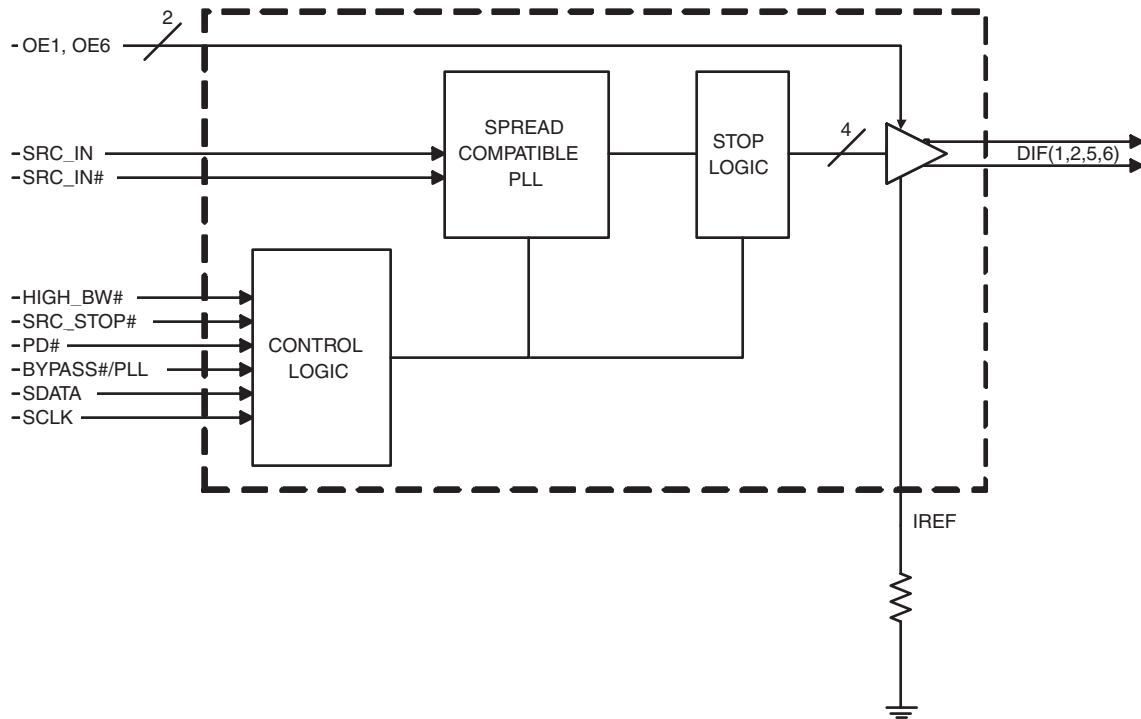 2
OE1, OE6
SPREAD
COMPATIBLE
PLL
STOP
LOGIC
4
DIF(1,2,5,6)
SRC_IN
SRC_IN#
HIGH_BW#
SRC_STOP#
PD#
BYPASS#/PLL
SDATA
SCLK
CONTROL
LOGIC
IREF